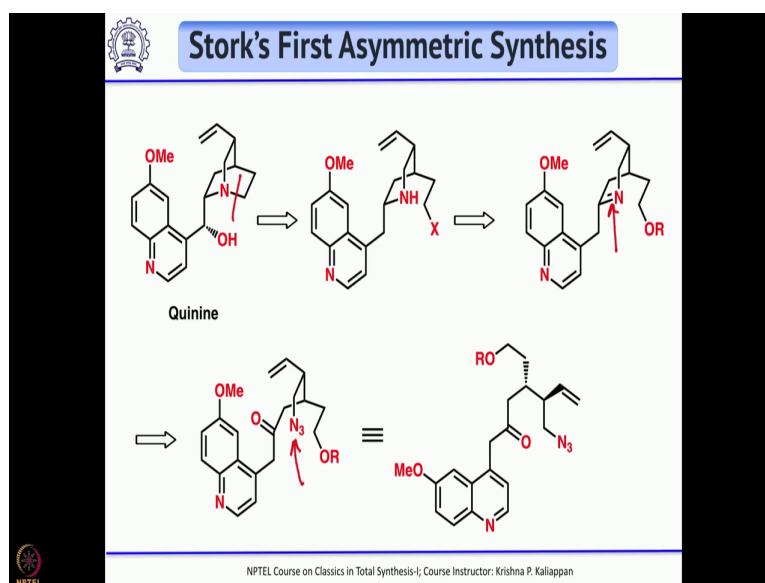 Stork's First Asymmetric Synthesis
OMe
N
N
OH
Quinine
OMe
NH
X
N
OMe
N
OR
N
OMe
O
N3
OR
N
RO
O
N3
MeO
N
NPTEL Course on Classics in Total Synthesis-I; Course Instructor: Krishna P. Kaliappan
NPTEL